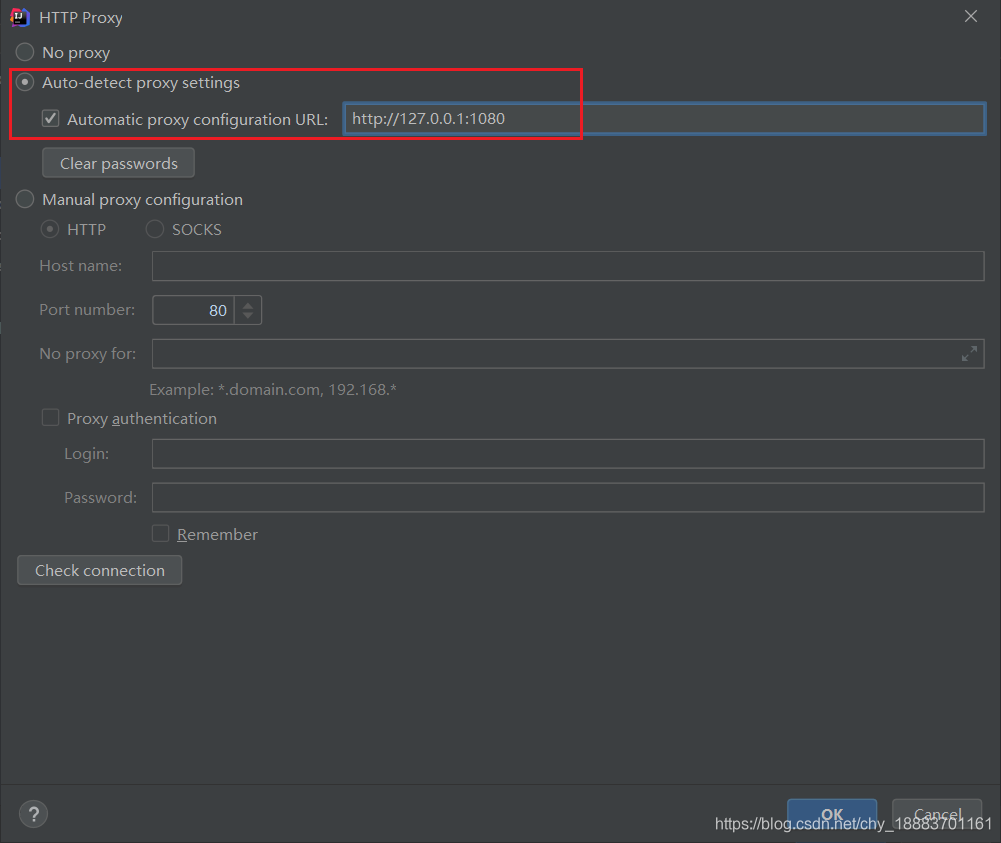 HTTP Proxy
No proxy
Auto-detect proxy settings
Automatic proxy configuration URL: http://127.0.0.1:1080
Clear passwords
Manual proxy configuration
HTTP SOCKS
Host name:
Port number: 80
No proxy for:
Example: *.domain.com, 192.168.*
Proxy authentication
Login:
Password:
Remember
Check connection
? OK Cancel
https://blog.csdn.net/chy_18883701161